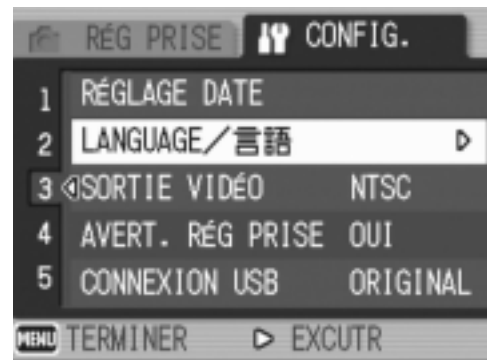 RÉG PRISE CONFIG.
1 RÉGLAGE DATE
2 LANGUAGE/言語
3 SORTIE VIDÉO NTSC
4 AVERT. RÉG PRISE OUI
5 CONNEXION USB ORIGINAL
MENU TERMINER EXCUTR